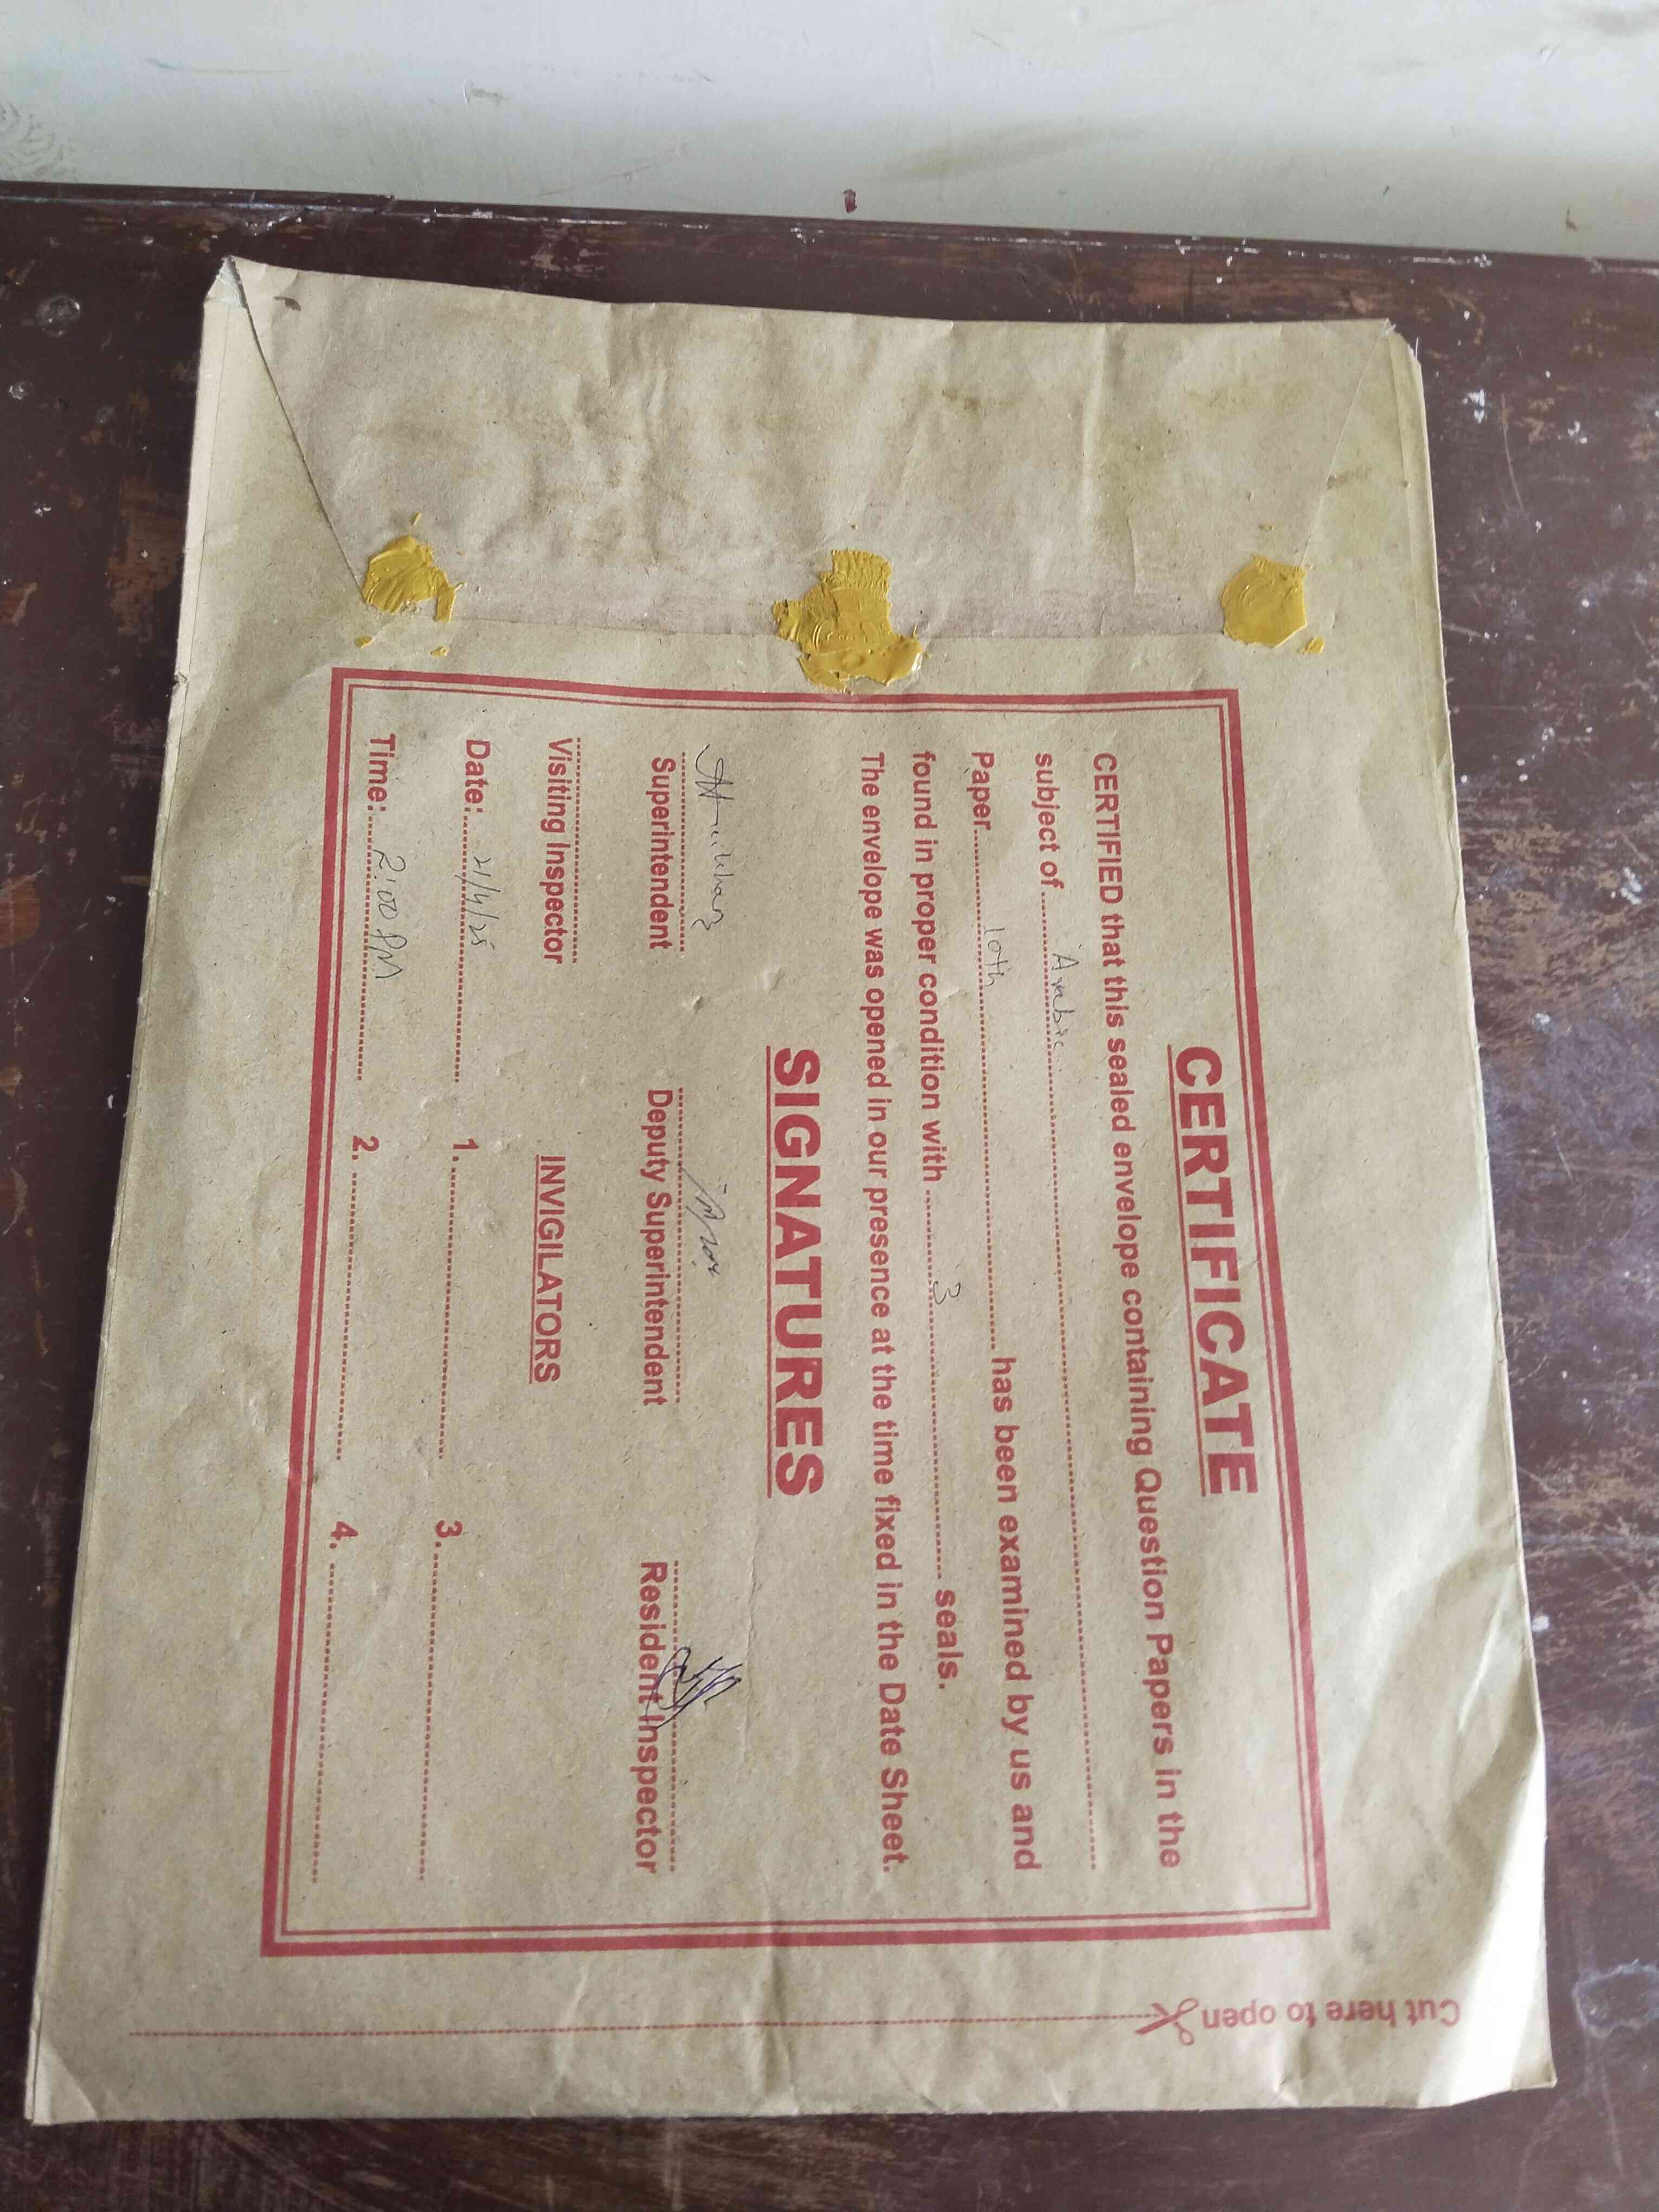 CERTIFICATE
CERTIFIED that this sealed envelope containing Question Papers in the
subject of Arabic
Paper 10th has been examined by us and
found in proper condition with 3 seals.
The envelope was opened in our presence at the time fixed in the Date Sheet.
SIGNATURES
Superintendent Deputy Superintendent Resident Inspector
Visiting Inspector INVIGILATORS
Date: 21/4/25 1. 3.
Time: 2:00 PM 2. 4.
Cut here to open